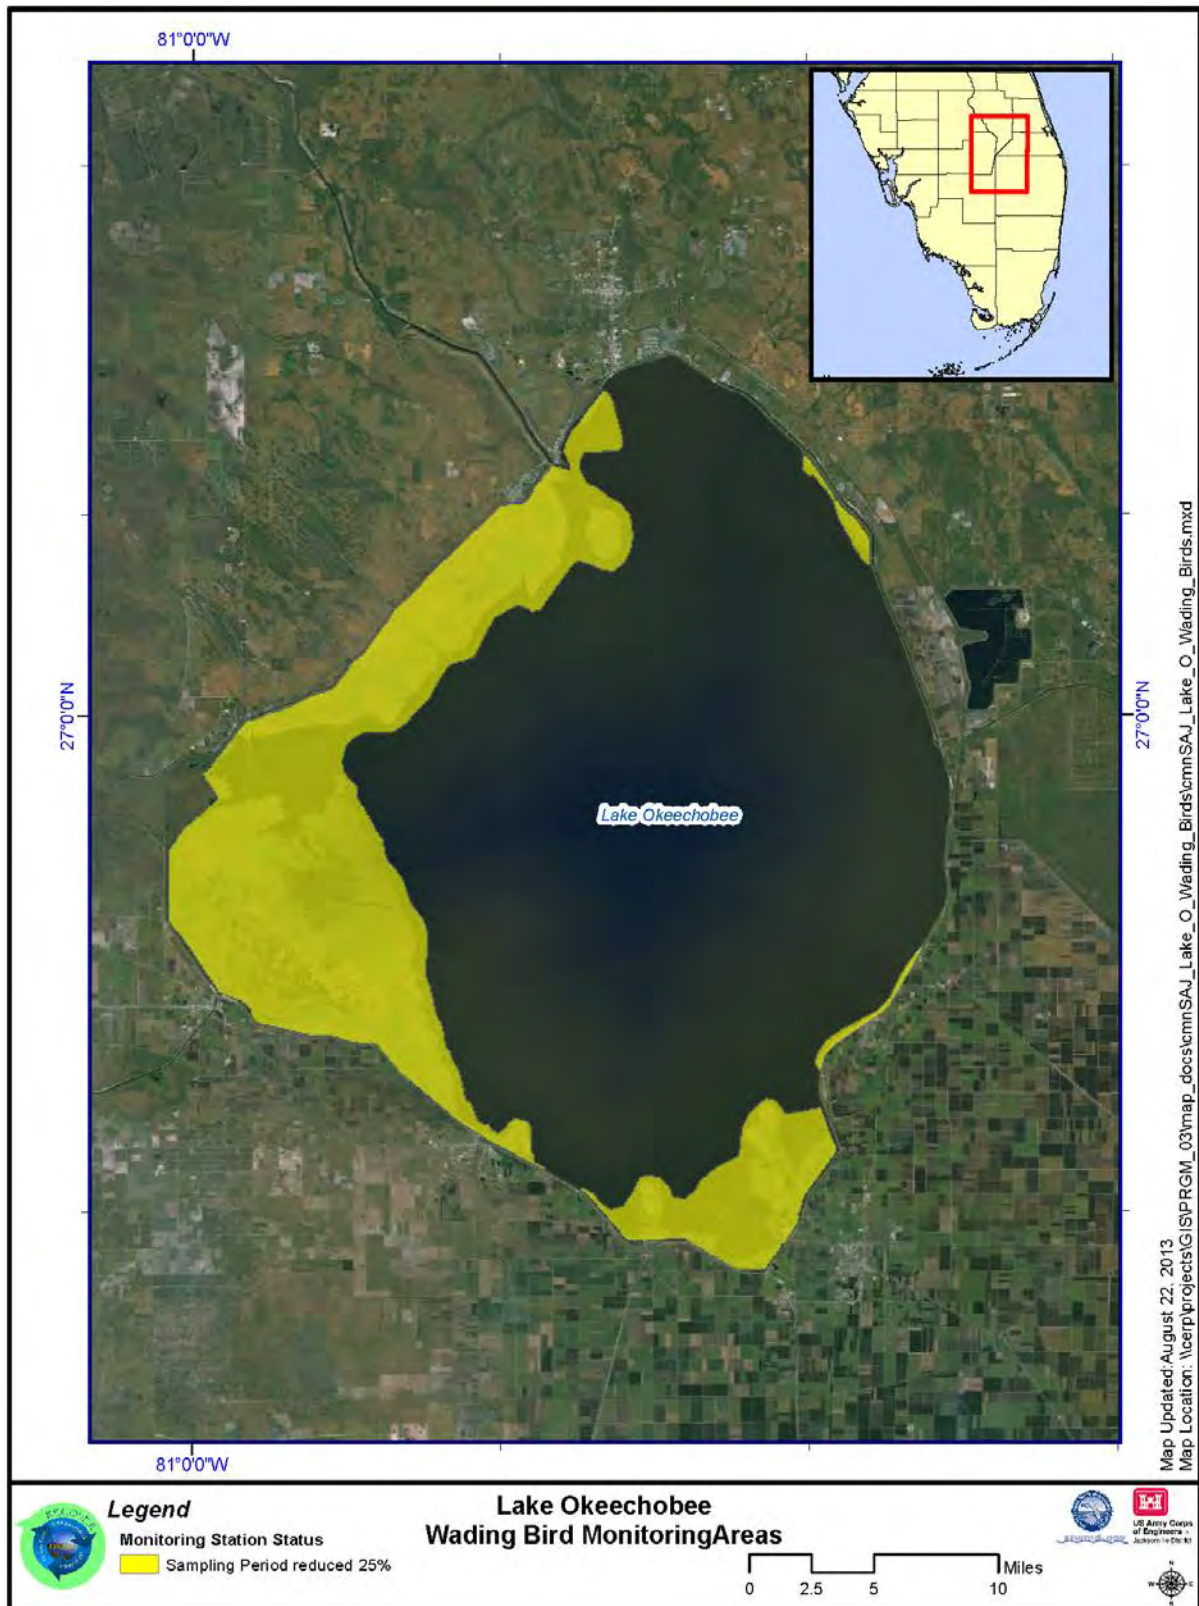 81°0'0"W
27°0'0"N
27°0'0"N
Lake Okeechobee
81°0'0"W
Map Updated:August 22, 2013
Map Location: \\cerp\projects\GIS\PRGM_03\map_docs\cmnSAJ_Lake_O_Wading_Birds\cmnSAJ_Lake_O_Wading_Birds.mxd
Legend
Monitoring Station Status
Sampling Period reduced 25%
Lake Okeechobee
Wading Bird MonitoringAreas
Miles
0 2.5 5 10
US Army Corps
of Engineers
Jacksonville District
N
W E
S